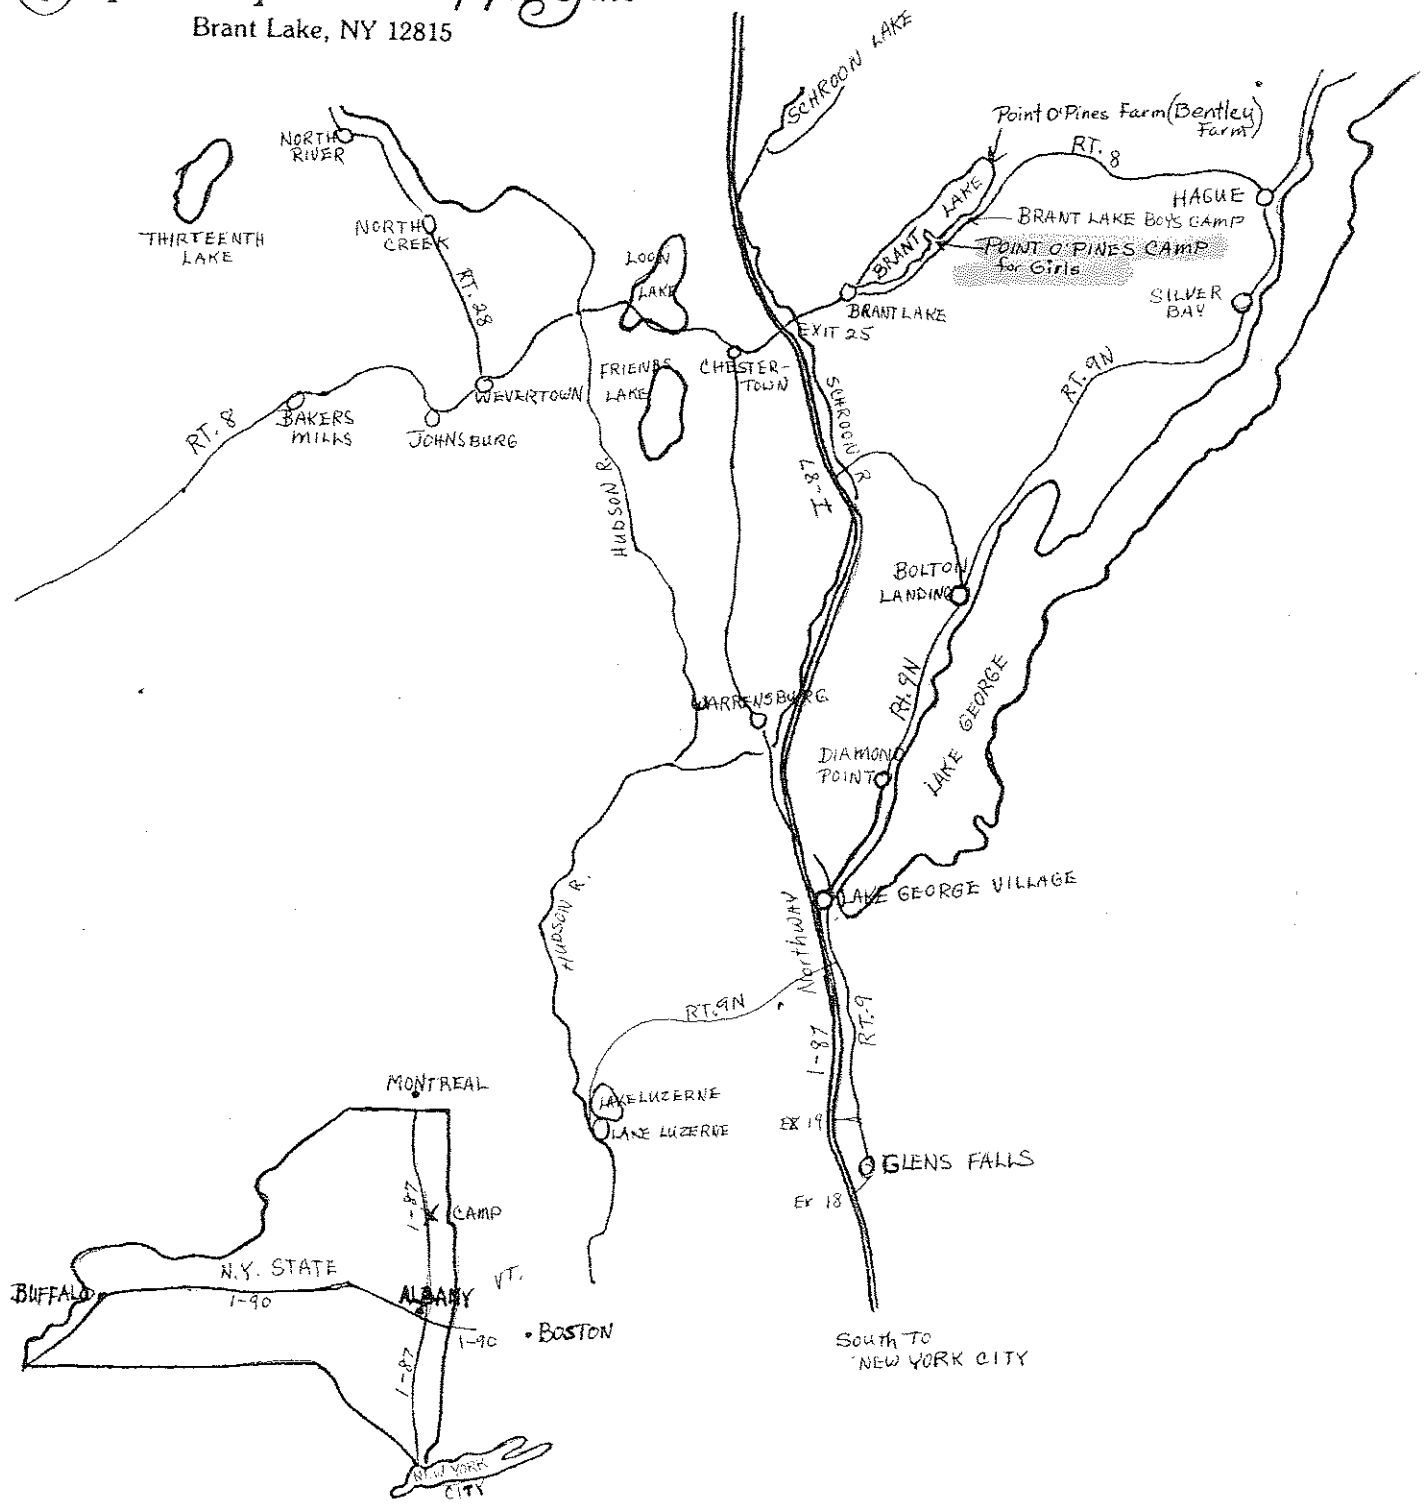 Brant Lake, NY 12815
SCHROON LAKE
Point O'Pines Farm (Bentley
Farm)
NORTH
RIVER
RT. 8
HAGUE
THIRTEENTH
LAKE
NORTH
CREEK
BRANT LAKE
BRANT LAKE BOYS CAMP
POINT O'PINES CAMP
for Girls
LOON
LAKE
RT. 28
BRANT LAKE
SILVER
BAY
EXIT 25
FRIENDS
LAKE
CHESTER-
TOWN
RT. 9N
WEVERTOWN
BAKERS
MILLS
JOHNSBURG
RT. 8
SCHROON R
I-87
HUDSON R.
BOLTON
LANDING
RT. 9N
LAKE GEORGE
WARRENSBURG
DIAMOND
POINT
LAKE GEORGE VILLAGE
HUDSON R.
NorthWAY
RT. 9N
I-87
RT. 9
LAKE LUZERNE
LAKE LUZERNE
EX 19
GLENS FALLS
Ex 18
MONTREAL
I-87
CAMP
N.Y. STATE
VT.
BUFFALO
I-90
ALBANY
I-90
BOSTON
I-87
South To
NEW YORK CITY
NEW YORK
CITY